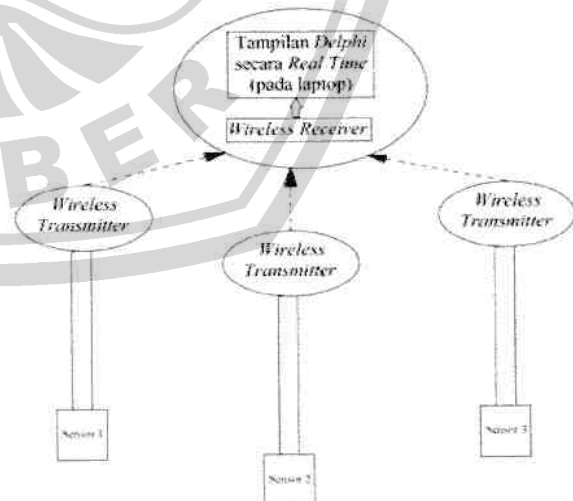 Tampilan Delphi
secara Real Time
(pada laptop)
Wireless Receiver
Wireless
Transmitter
Wireless
Transmitter
Wireless
Transmitter
Sensor 1
Sensor 2
Sensor 3
BER